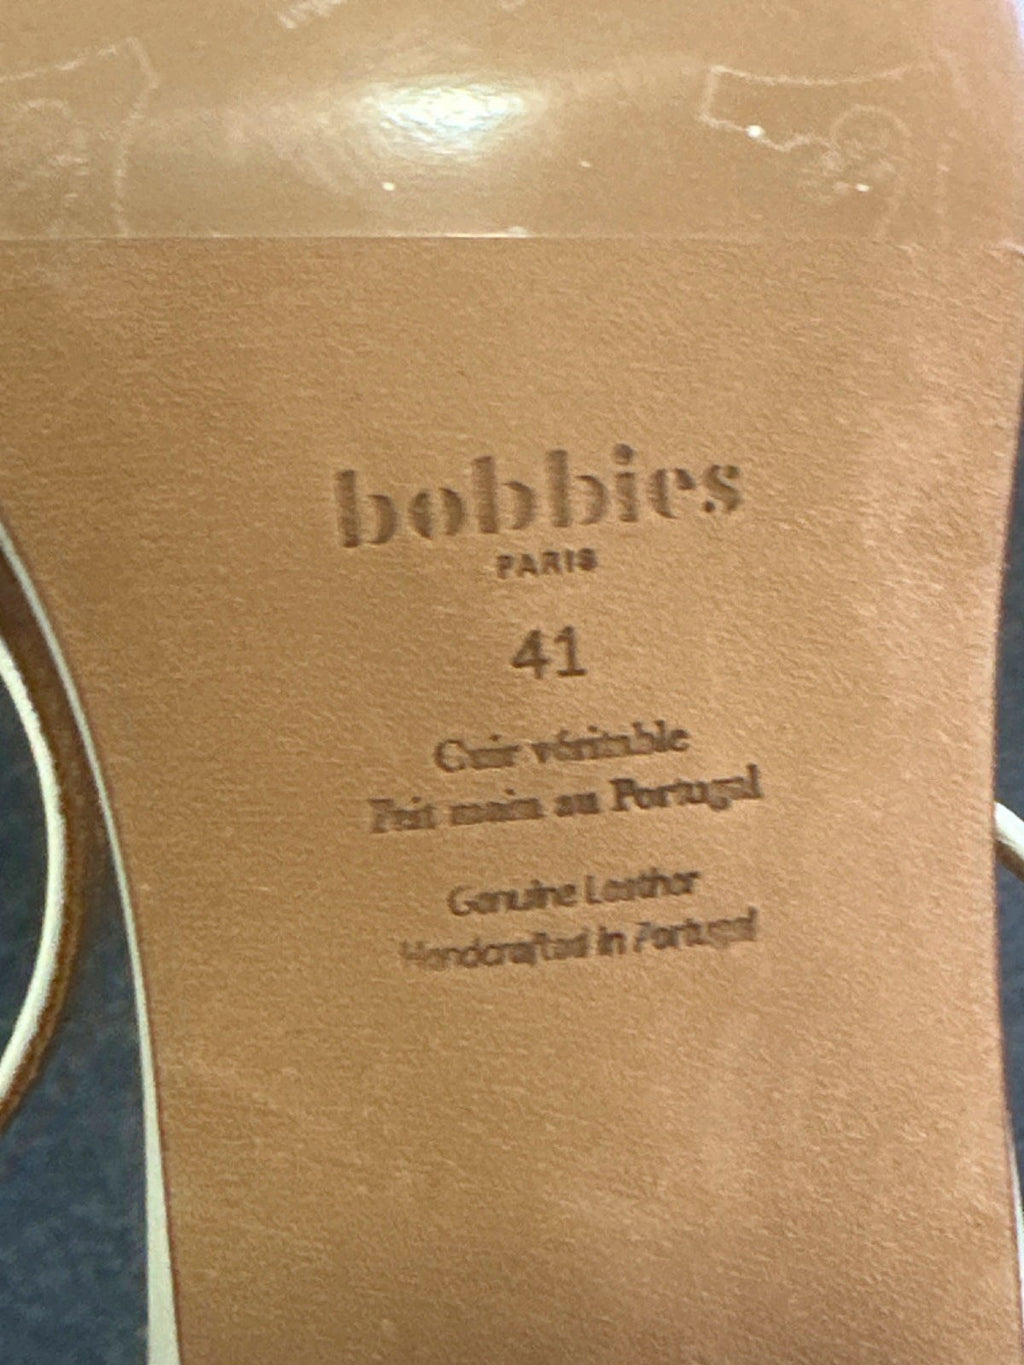 bobbies
PARIS
41
Cuir véritable
Fait main au Portugal
Genuine Leather
Handcrafted in Portugal